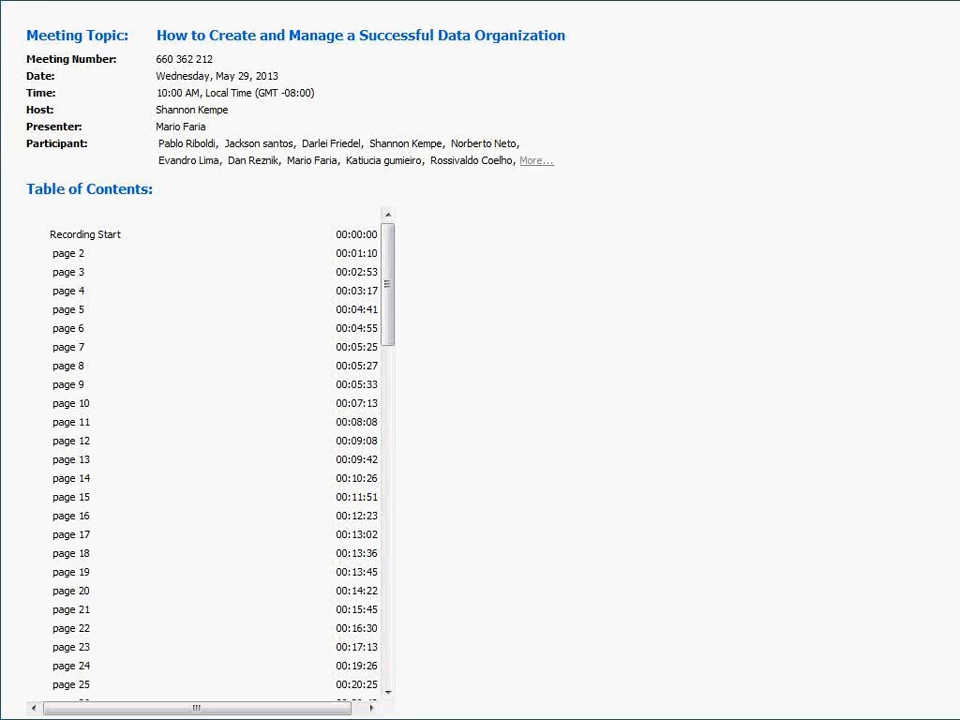 Meeting Topic: How to Create and Manage a Successful Data Organization
Meeting Number: 660 362 212
Date: Wednesday, May 29, 2013
Time: 10:00 AM, Local Time (GMT -08:00)
Host: Shannon Kempe
Presenter: Mario Faria
Participant: Pablo Riboldi, Jackson santos, Darlei Friedel, Shannon Kempe, Norberto Neto,
Evandro Lima, Dan Reznik, Mario Faria, Katiucia gumieiro, Rossivaldo Coelho, More...
Table of Contents:
Recording Start 00:00:00
page 2 00:01:10
page 3 00:02:53
page 4 00:03:17
page 5 00:04:41
page 6 00:04:55
page 7 00:05:25
page 8 00:05:27
page 9 00:05:33
page 10 00:07:13
page 11 00:08:08
page 12 00:09:08
page 13 00:09:42
page 14 00:10:26
page 15 00:11:51
page 16 00:12:23
page 17 00:13:02
page 18 00:13:36
page 19 00:13:45
page 20 00:14:22
page 21 00:15:45
page 22 00:16:30
page 23 00:17:13
page 24 00:19:26
page 25 00:20:25